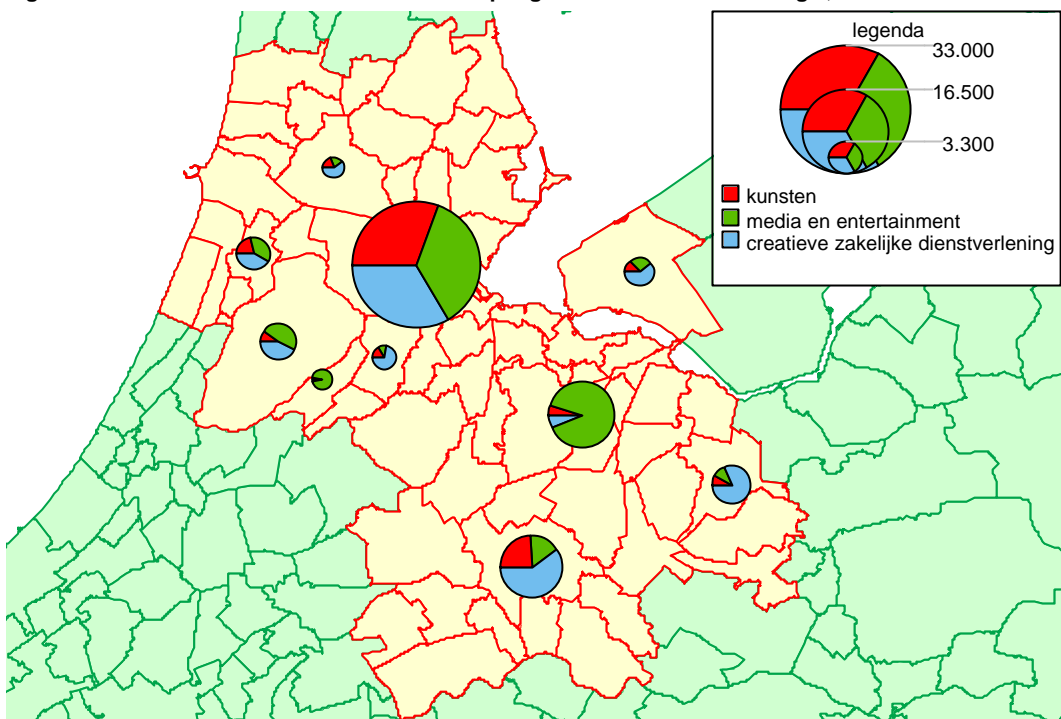 legenda
33.000
16.500
3.300
kunsten
media en entertainment
creatieve zakelijke dienstverlening